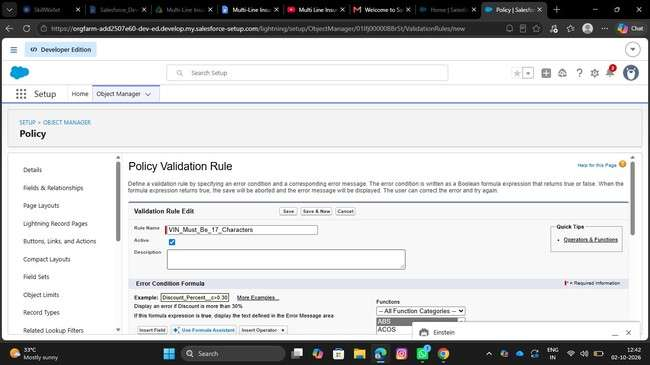 SkillWallet
Salesforce_De
Multi-Line Ins
Multi-Line Insu
Multi Line Insu
Welcome to Sa
Home | Salesf
Policy | Salesf
https://orgfarm-add2507e60-dev-ed.develop.my.salesforce-setup.com/lightning/setup/ObjectManager/01IfJ0000008BrSt/ValidationRules/new
Chat
Developer Edition
Search Setup
Setup
Home
Object Manager
SETUP > OBJECT MANAGER
Policy
Details
Fields & Relationships
Page Layouts
Lightning Record Pages
Buttons, Links, and Actions
Compact Layouts
Field Sets
Object Limits
Record Types
Related Lookup Filters
Policy Validation Rule
Help for this Page
Define a validation rule by specifying an error condition and a corresponding error message. The error condition is written as a Boolean formula expression that returns true or false. When the
formula expression returns true, the save will be aborted and the error message will be displayed. The user can correct the error and try again.
Validation Rule Edit
Save
Save & New
Cancel
Rule Name
VIN_Must_Be_17_Characters
Active
Description
Quick Tips
• Operators & Functions
Error Condition Formula
= Required Information
Example:
Discount_Percent__c>0.30
More Examples...
Display an error if Discount is more than 30%
If this formula expression is true, display the text defined in the Error Message area
Insert Field
Use Formula Assistant
Insert Operator
Functions
-- All Function Categories --
ABS
ACOS
Einstein
33°C
Mostly sunny
Search
ENG
IN
12:42
02-10-2026